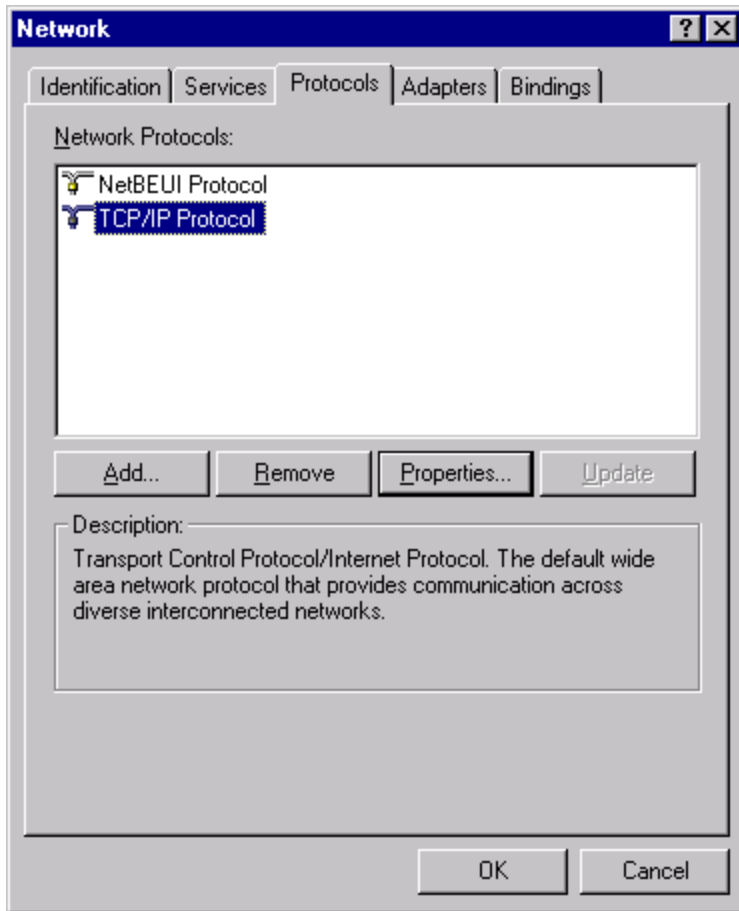 Network
Identification Services Protocols Adapters Bindings
Network Protocols:
NetBEUI Protocol
TCP/IP Protocol
Add... Remove Properties... Update
Description:
Transport Control Protocol/Internet Protocol. The default wide
area network protocol that provides communication across
diverse interconnected networks.
OK Cancel